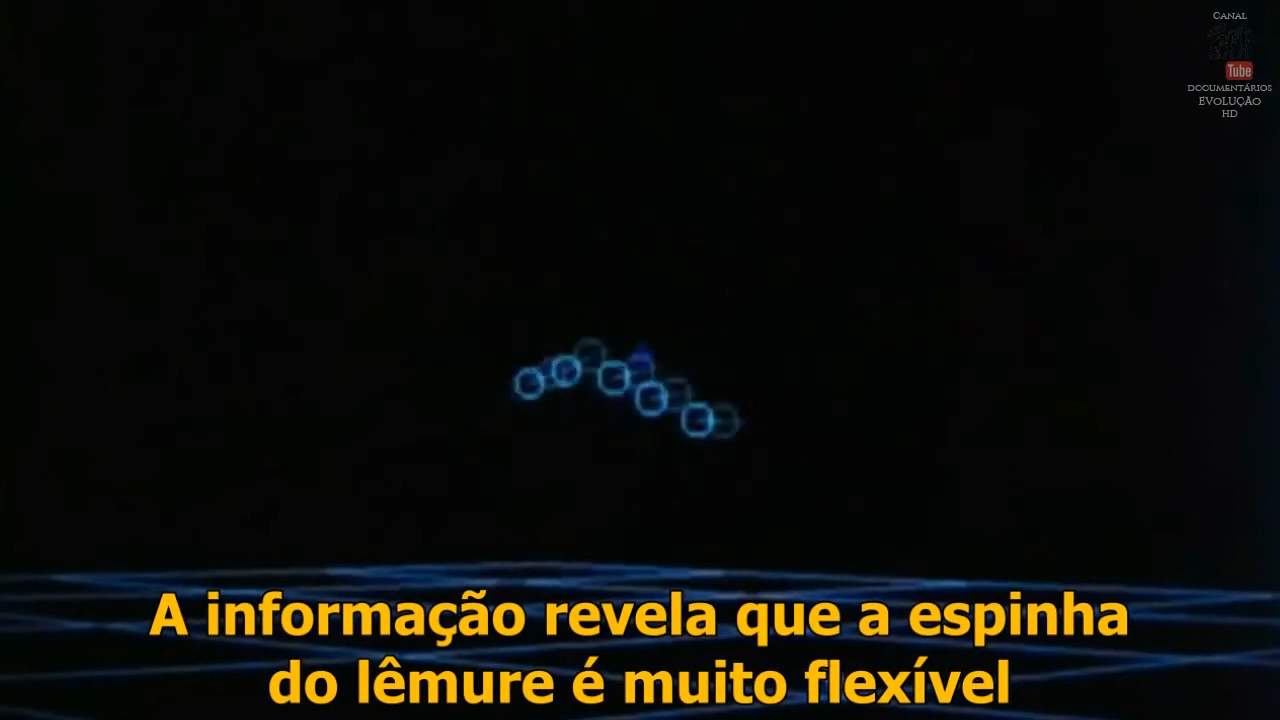 CANAL
Tube
DOCUMENTÁRIOS
EVOLUÇÃO
HD
A informação revela que a espinha
do lêmure é muito flexível